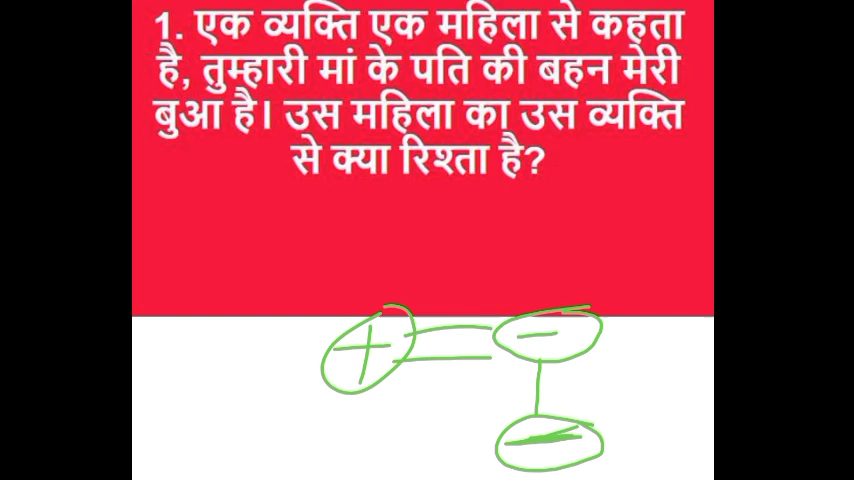 1. एक व्यक्ति एक महिला से कहता
है, तुम्हारी मां के पति की बहन मेरी
बुआ है। उस महिला का उस व्यक्ति
से क्या रिश्ता है?
+
-
-